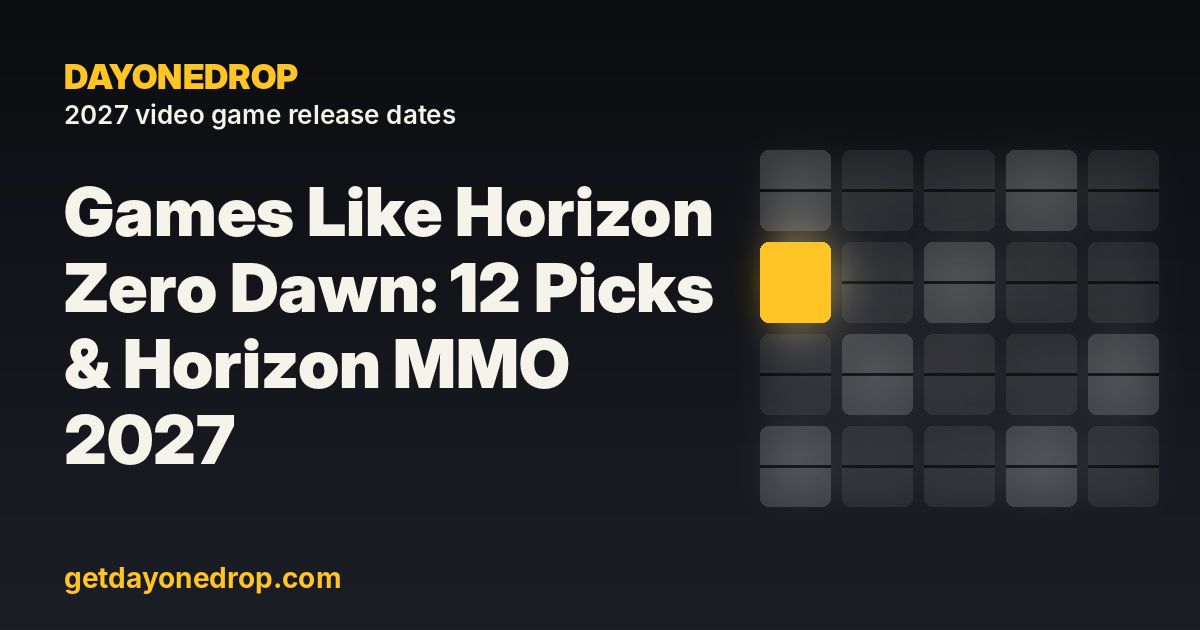 DAYONEDROP
2027 video game release dates
Games Like Horizon
Zero Dawn: 12 Picks
& Horizon MMO
2027
getdayonedrop.com